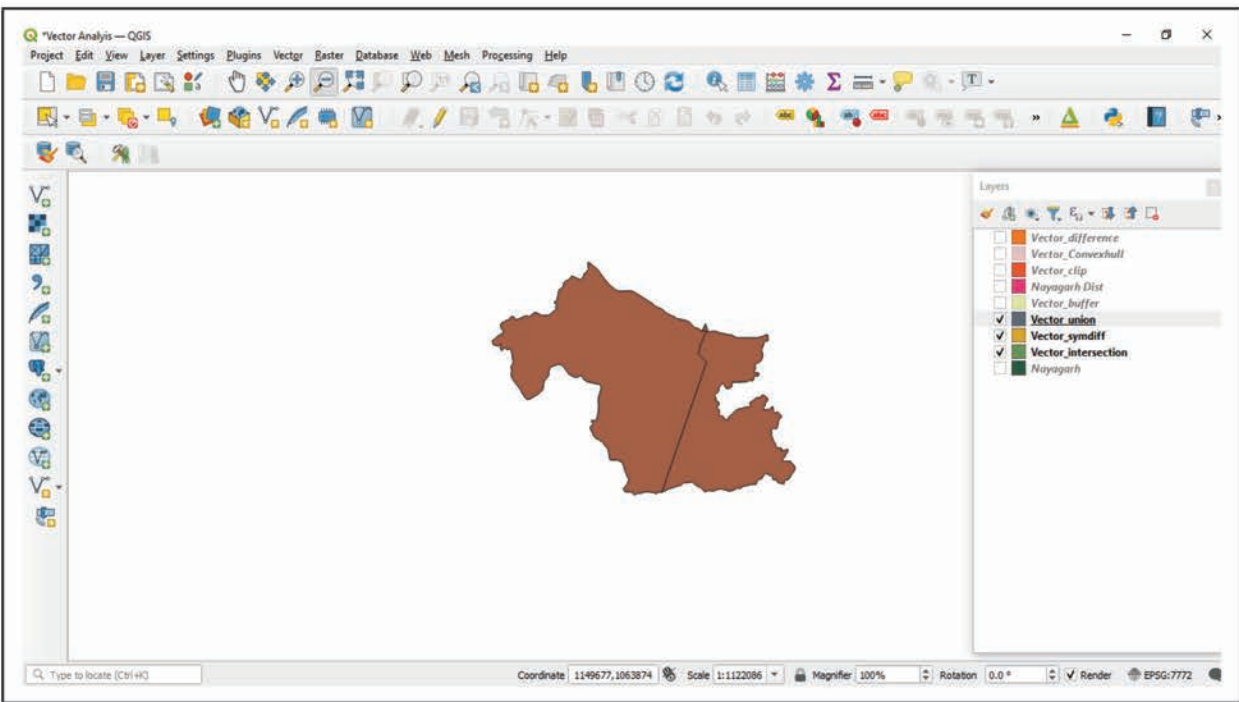 *Vector Analyis — QGIS
Project Edit View Layer Settings Plugins Vector Raster Database Web Mesh Processing Help
Layers
Vector_difference
Vector_Convexhull
Vector_clip
Nayagarh Dist
Vector_buffer
Vector_union
Vector_symdiff
Vector_intersection
Nayagarh
Type to locate (Ctrl+K)
Coordinate 1149677,1063874 Scale 1:1122086 Magnifier 100% Rotation 0.0 ° Render EPSG:7772